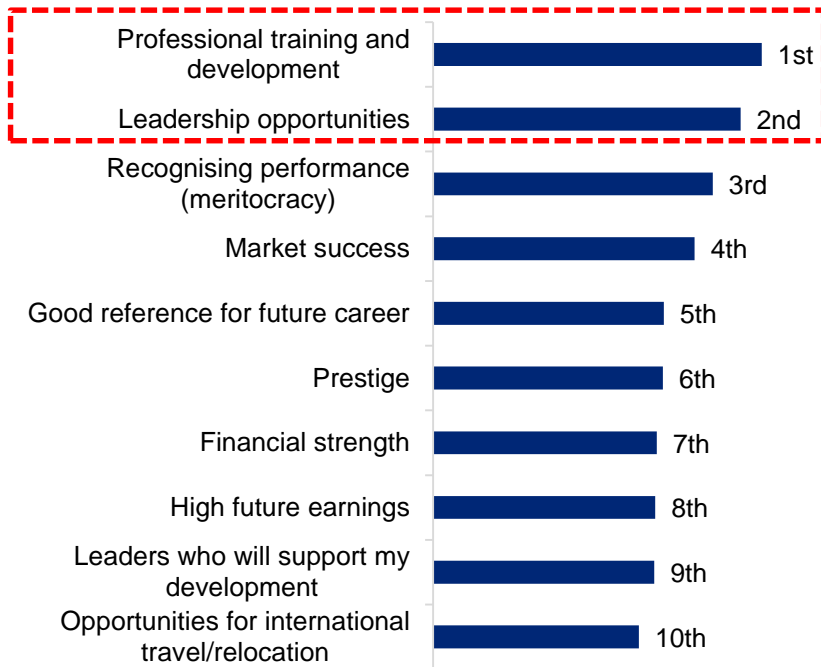 Professional training and
development
1st
Leadership opportunities
2nd
Recognising performance
(meritocracy)
3rd
Market success
4th
Good reference for future career
5th
Prestige
6th
Financial strength
7th
High future earnings
8th
Leaders who will support my
development
9th
Opportunities for international
travel/relocation
10th